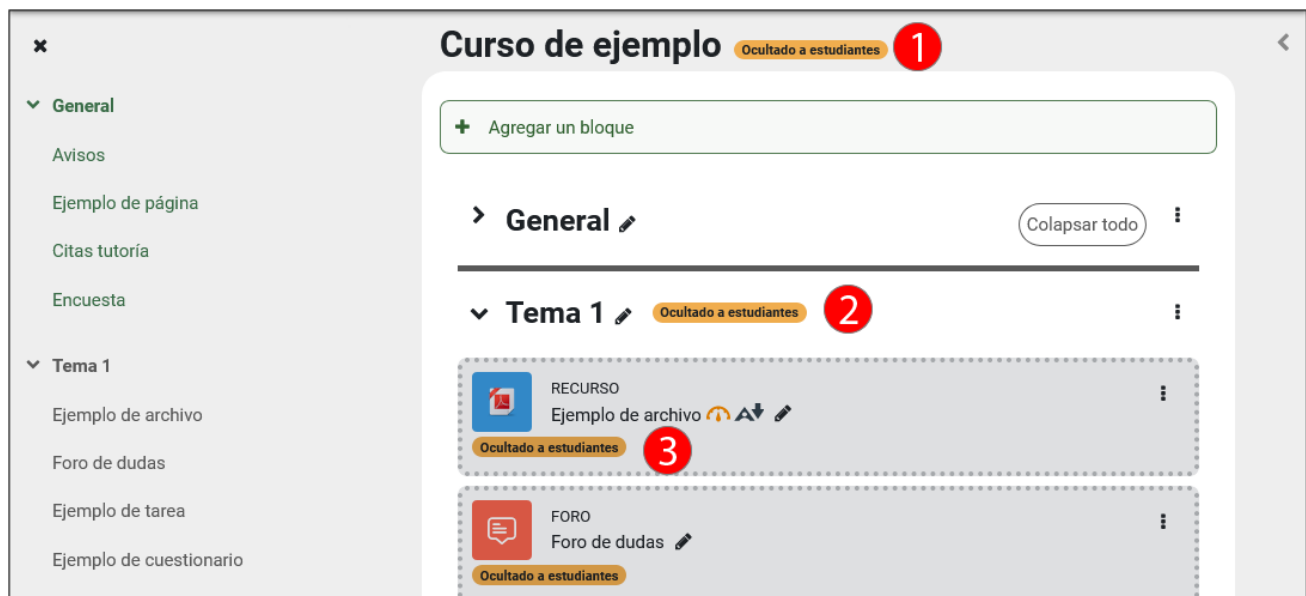 Curso de ejemplo Ocultado a estudiantes 1
General
Avisos
Ejemplo de página
Citas tutoría
Encuesta
Tema 1
Ejemplo de archivo
Foro de dudas
Ejemplo de tarea
Ejemplo de cuestionario
+ Agregar un bloque
General Colapsar todo
Tema 1 Ocultado a estudiantes 2
RECURSO
Ejemplo de archivo
Ocultado a estudiantes 3
FORO
Foro de dudas
Ocultado a estudiantes